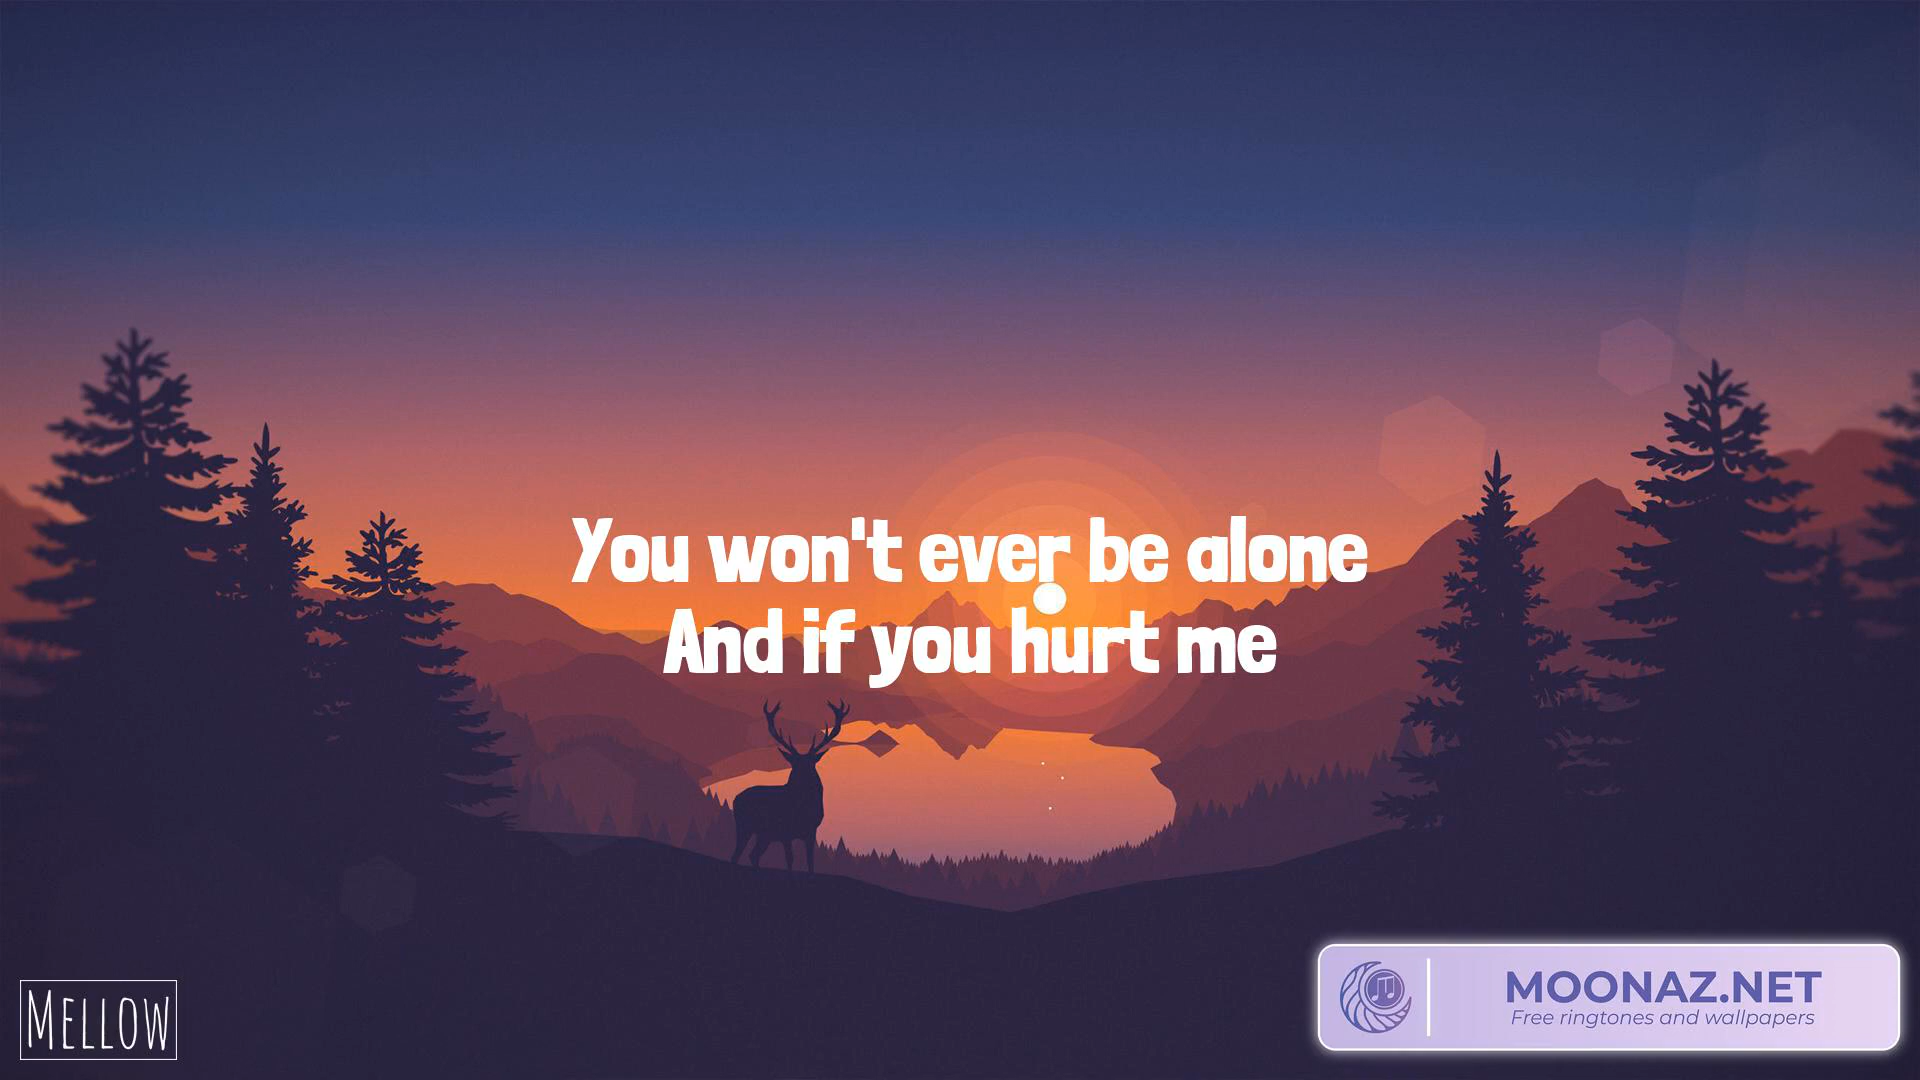 You won't ever be alone
And if you hurt me
MELLOW
MOONAZ.NET
Free ringtones and wallpapers